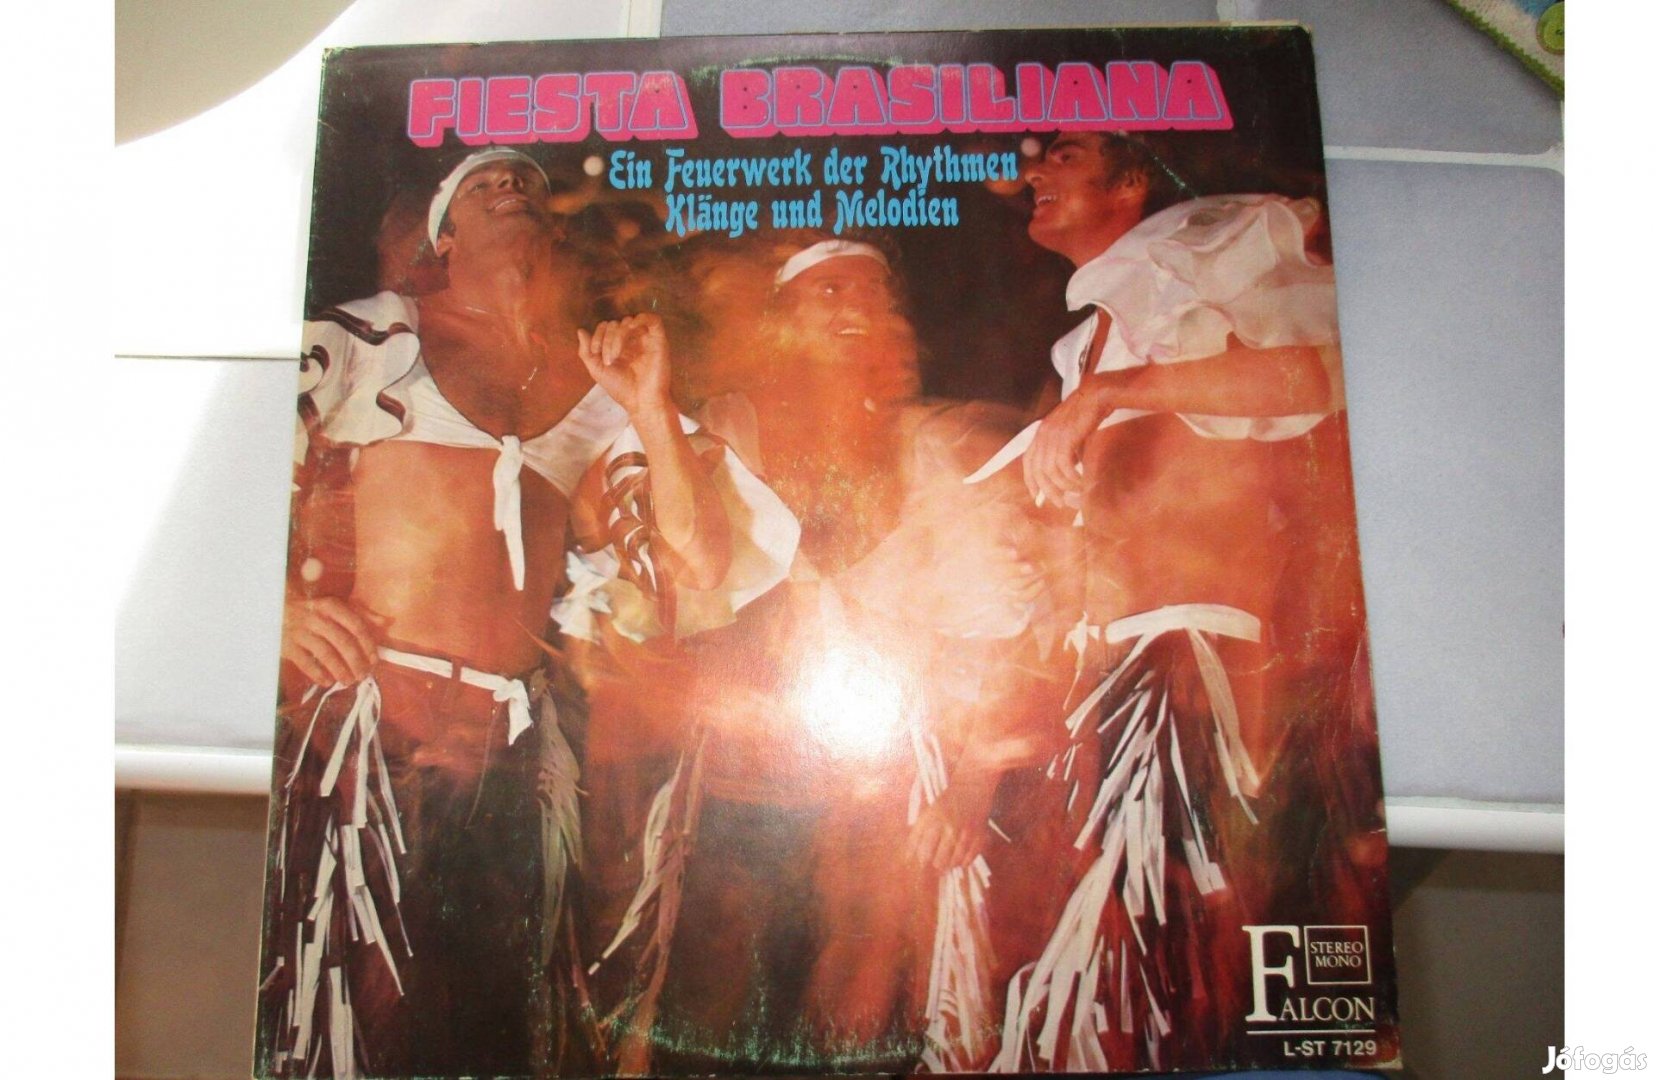 FIESTA BRASILIANA
Ein Feuerwerk der Rhythmen
Klänge und Melodien
STEREO
MONO
FALCON
L-ST 7129
Jófogás